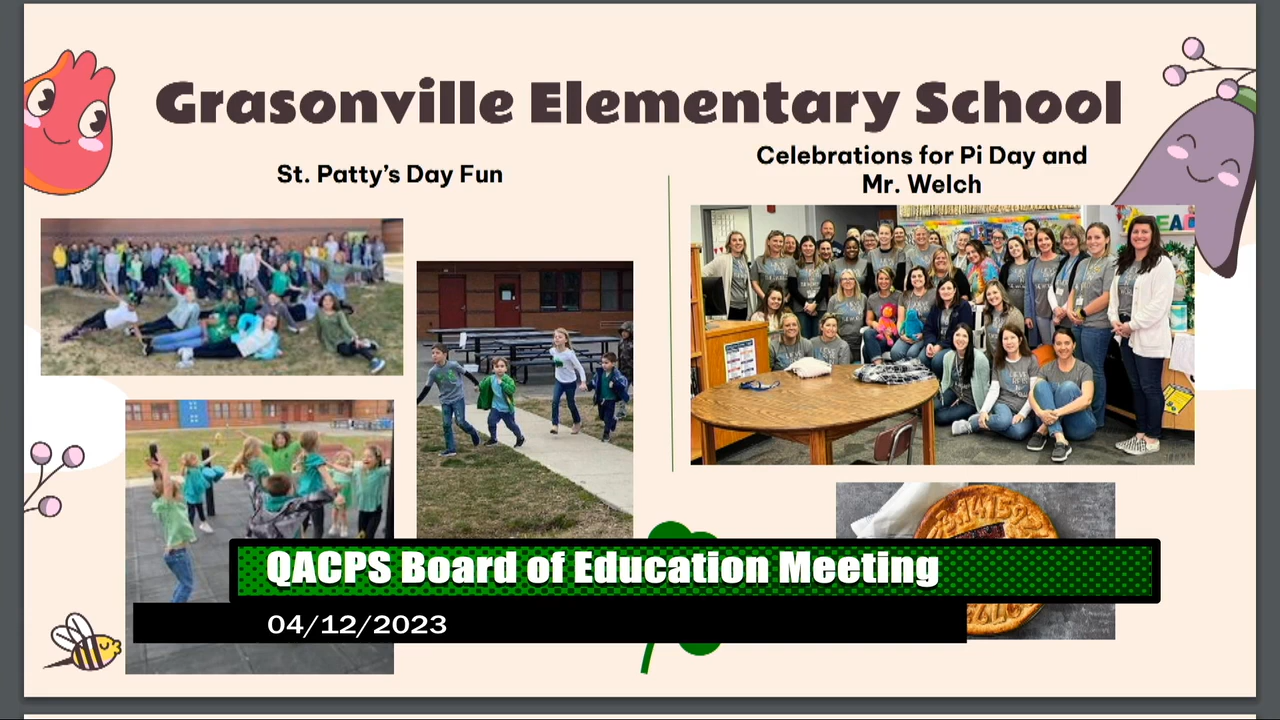 Grasonville Elementary School
St. Patty's Day Fun
Celebrations for Pi Day and
Mr. Welch
QACPS Board of Education Meeting
04/12/2023